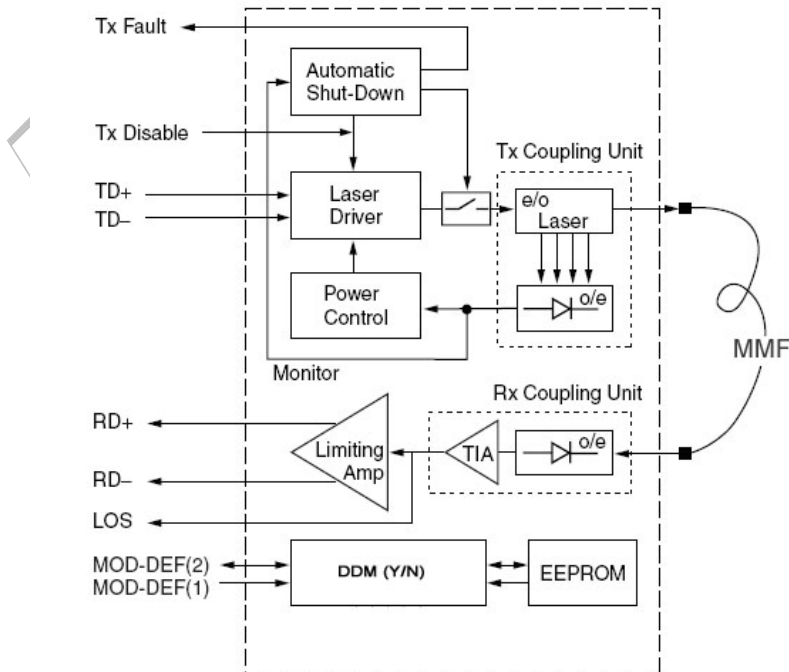 Tx Fault
Automatic
Shut-Down
Tx Disable
Tx Coupling Unit
TD+
TD–
Laser
Driver
e/o
Laser
Power
Control
o/e
MMF
Monitor
Rx Coupling Unit
RD+
RD–
Limiting
Amp
TIA
o/e
LOS
MOD-DEF(2)
MOD-DEF(1)
DDM (Y/N)
EEPROM